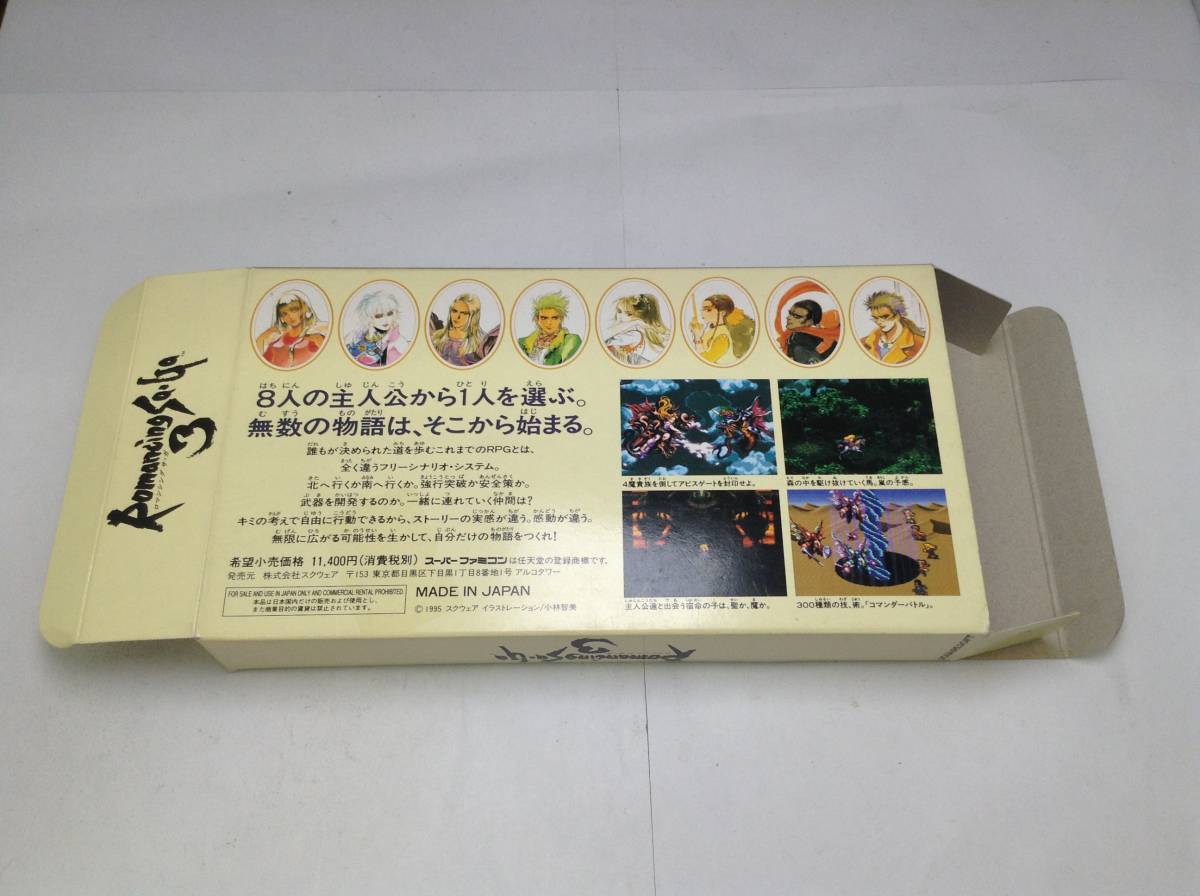 Romancing Sa・Ga 3
ロマンシング サ・ガ
8人の主人公から1人を選ぶ。
無数の物語は、そこから始まる。
誰もが決められた道を歩むこれまでのRPGとは、
全く違うフリーシナリオ・システム。
北へ行くか南へ行くか。強行突破か安全策か。
武器を開発するのか。一緒に連れていく仲間は?
キミの考えで自由に行動できるから、ストーリーの実感が違う。感動が違う。
無限に広がる可能性を生かして、自分だけの物語をつくれ!
希望小売価格 11,400円(消費税別) スーパーファミコンは任天堂の登録商標です。
発売元 株式会社スクウェア 〒153 東京都目黒区下目黒1丁目8番地1号 アルコタワー
FOR SALE AND USE IN JAPAN ONLY AND COMMERCIAL RENTAL PROHIBITED.
本品は日本国内だけの販売および使用とし、
また商業目的の賃貸は禁止されています。
MADE IN JAPAN
©1995 スクウェア イラストレーション/小林智美
4魔貴族を倒してアビスゲートを封印せよ。
森の中を駆け抜けていく馬。嵐の予感。
主人公達と出会う宿命の子は、聖か、魔か。
300種類の技、術。「コマンダーバトル」。
Romancing Sa・Ga 3